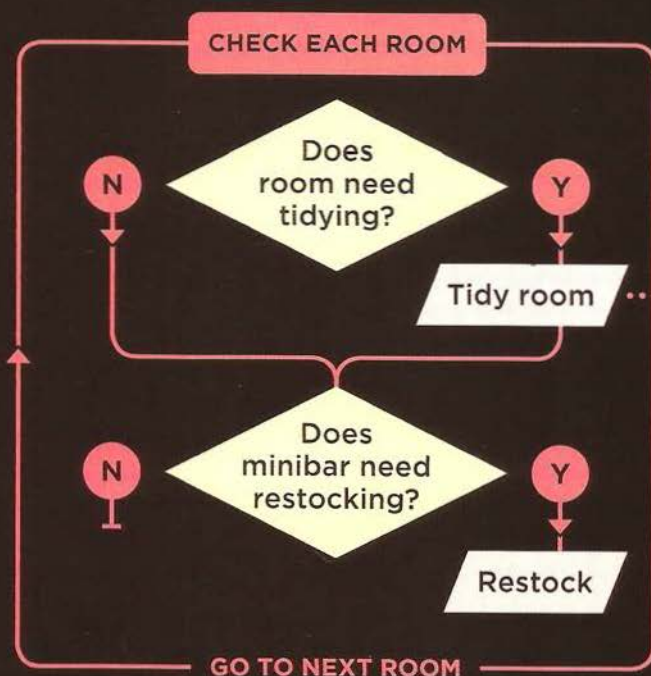 CHECK EACH ROOM
Does
room need
tidying?
N
Y
Tidy room
Does
minibar need
restocking?
N
Y
Restock
GO TO NEXT ROOM